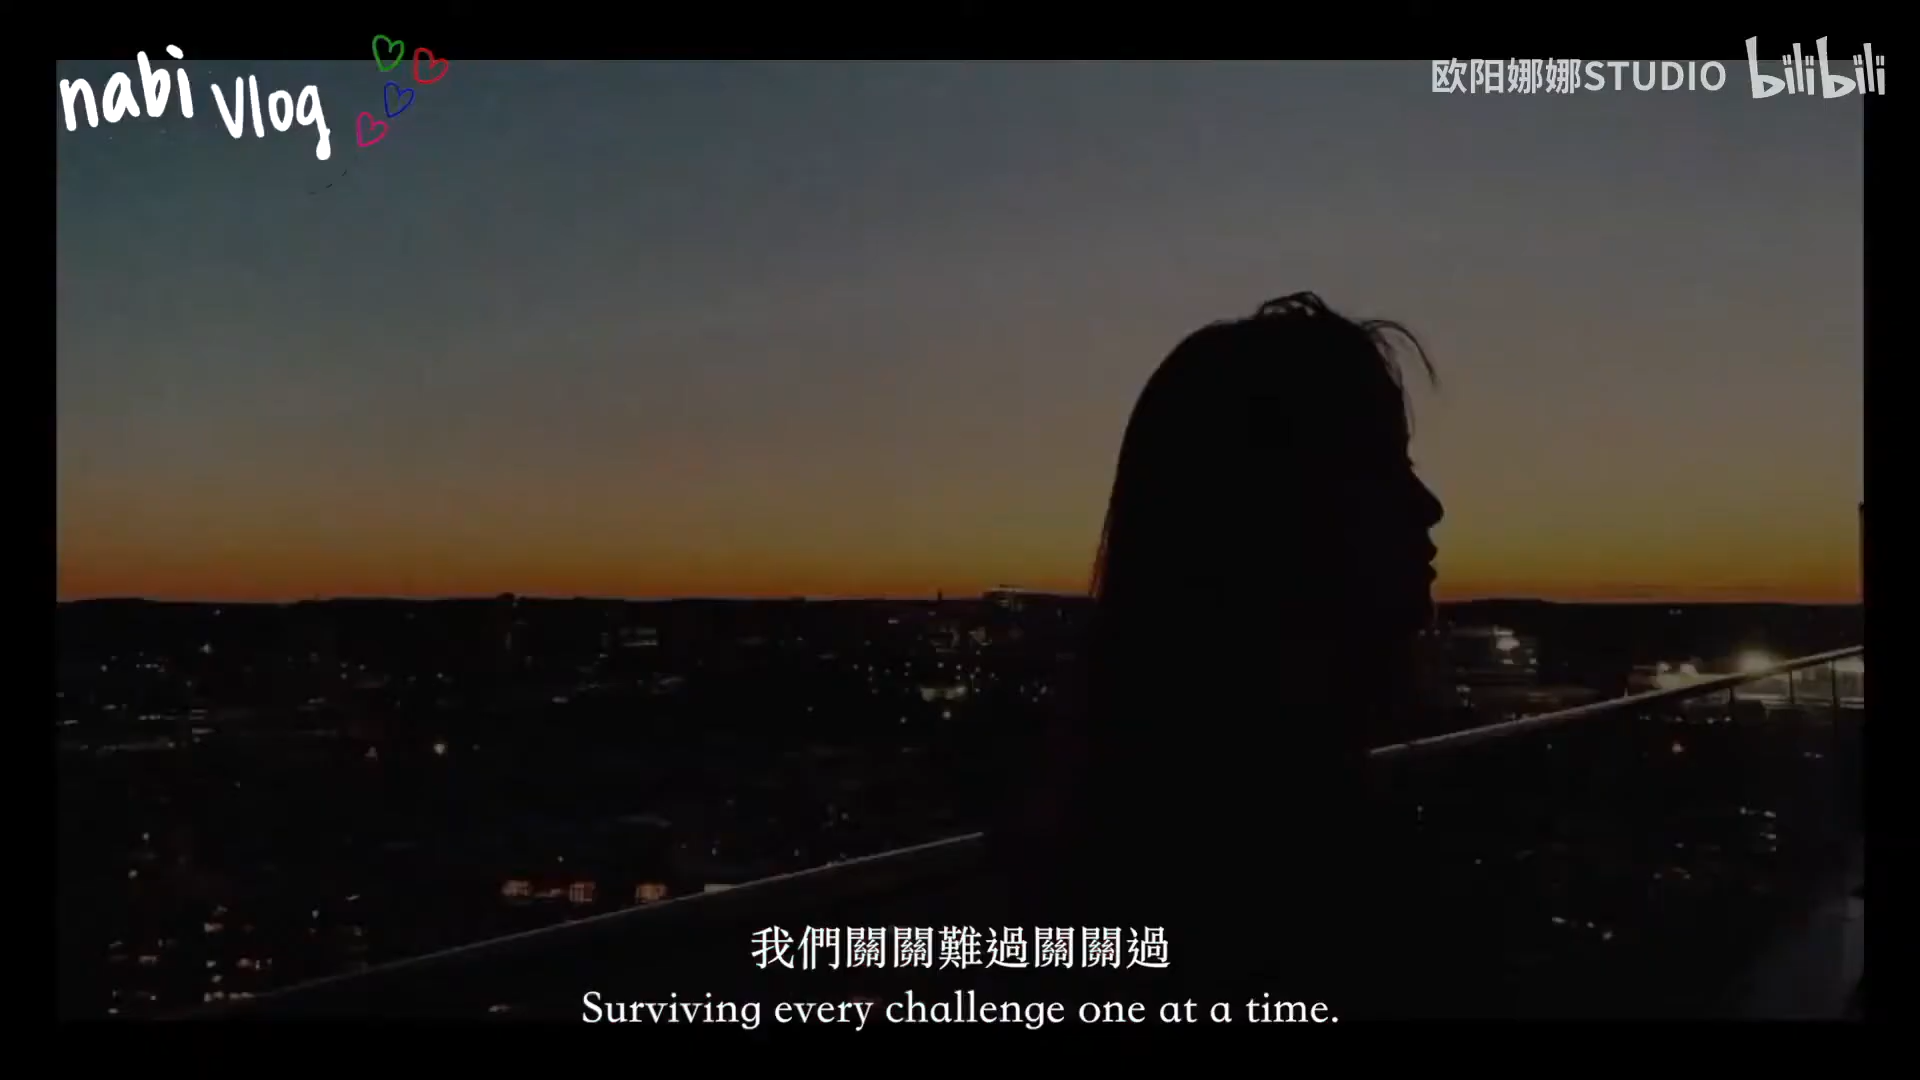 nabi vlog
欧阳娜娜STUDIO bilibili
我們關關難過關關過
Surviving every challenge one at a time.